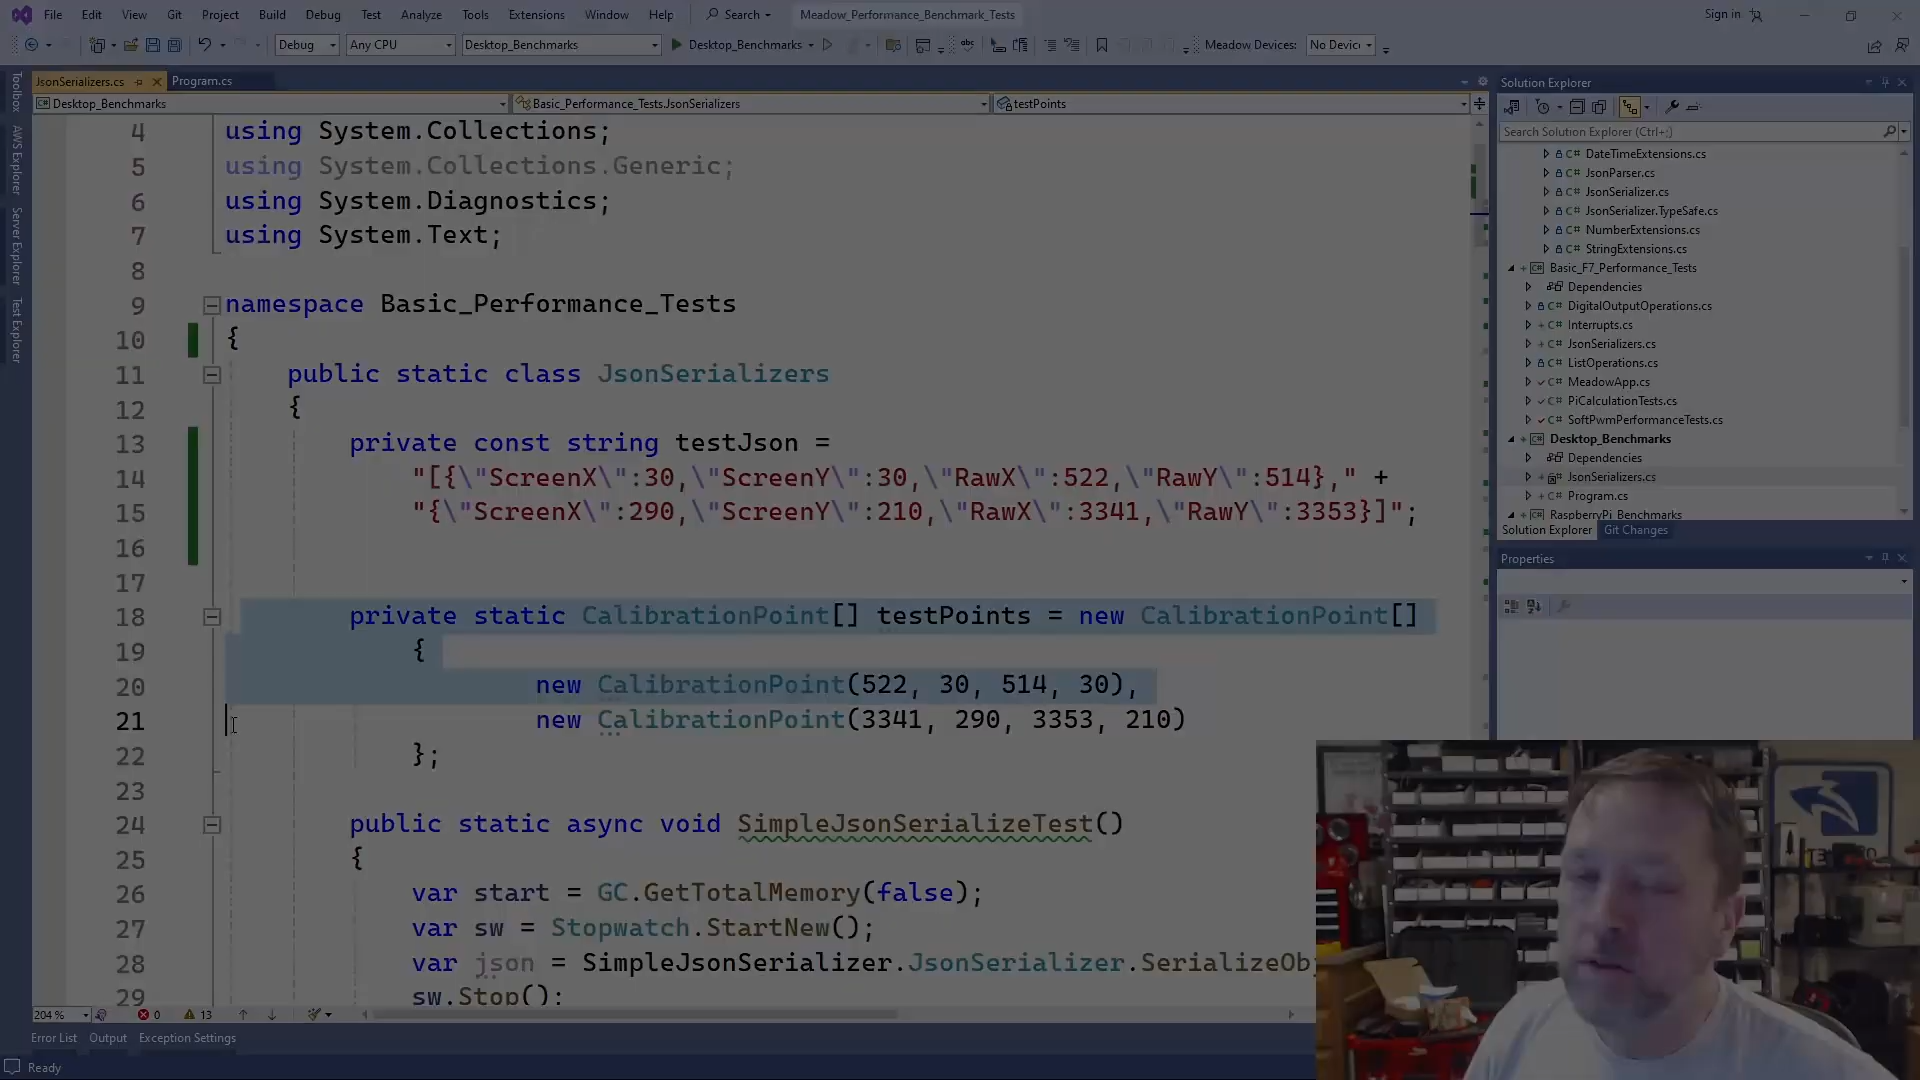 File Edit View Git Project Build Debug Test Analyze Tools Extensions Window Help Search Meadow_Performance_Benchmark_Tests Sign in
Debug Any CPU Desktop_Benchmarks Desktop_Benchmarks Meadow Devices: No Devic
JsonSerializers.cs Program.cs
Desktop_Benchmarks Basic_Performance_Tests.JsonSerializers testPoints
Toolbox
AWS Explorer
Server Explorer
Test Explorer
4 using System.Collections;
5 using System.Collections.Generic;
6 using System.Diagnostics;
7 using System.Text;
8
9 namespace Basic_Performance_Tests
10 {
11 public static class JsonSerializers
12 {
13 private const string testJson =
14 "[{\"ScreenX\":30,\"ScreenY\":30,\"RawX\":522,\"RawY\":514}," +
15 "{\"ScreenX\":290,\"ScreenY\":210,\"RawX\":3341,\"RawY\":3353}]";
16
17
18 private static CalibrationPoint[] testPoints = new CalibrationPoint[]
19 {
20 new CalibrationPoint(522, 30, 514, 30),
21 new CalibrationPoint(3341, 290, 3353, 210)
22 };
23
24 public static async void SimpleJsonSerializeTest()
25 {
26 var start = GC.GetTotalMemory(false);
27 var sw = Stopwatch.StartNew();
28 var json = SimpleJsonSerializer.JsonSerializer.SerializeObj
29 sw.Stop();
204 % 0 13
Error List Output Exception Settings
Ready
Solution Explorer
Search Solution Explorer (Ctrl+;)
C# DateTimeExtensions.cs
C# JsonParser.cs
C# JsonSerializer.cs
C# JsonSerializer.TypeSafe.cs
C# NumberExtensions.cs
C# StringExtensions.cs
Basic_F7_Performance_Tests
Dependencies
C# DigitalOutputOperations.cs
C# Interrupts.cs
C# JsonSerializers.cs
C# ListOperations.cs
C# MeadowApp.cs
C# PiCalculationTests.cs
C# SoftPwmPerformanceTests.cs
Desktop_Benchmarks
Dependencies
JsonSerializers.cs
C# Program.cs
RaspberryPi_Benchmarks
Solution Explorer Git Changes
Properties